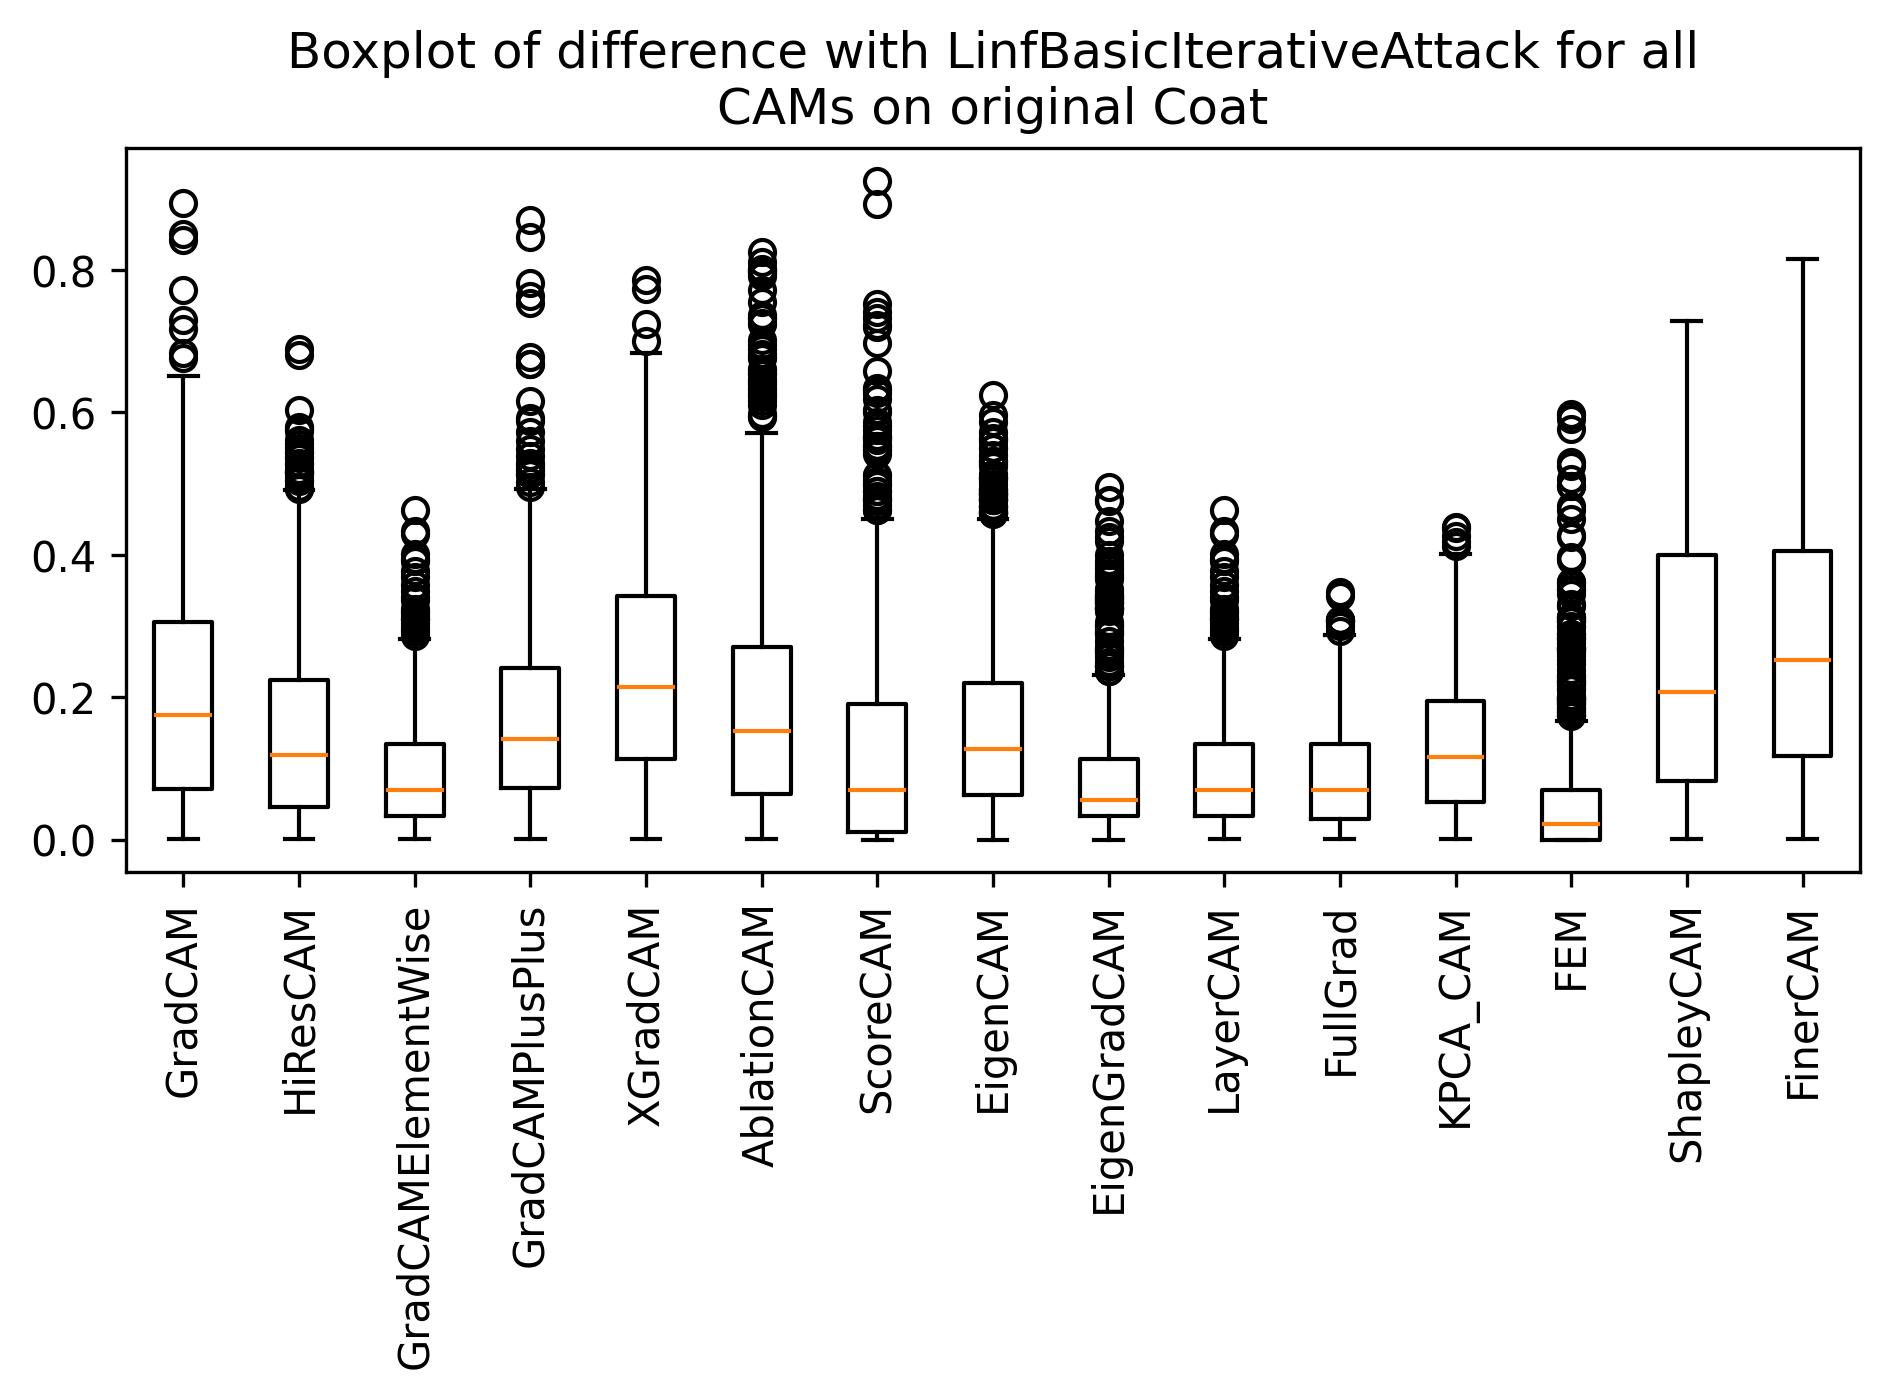 Boxplot of difference with LinfBasicIterativeAttack for all
CAMs on original Coat
0.8
0.6
0.4
0.2
0.0
GradCAM
HiResCAM
GradCAMElementWise
GradCAMPlusPlus
XGradCAM
AblationCAM
ScoreCAM
EigenCAM
EigenGradCAM
LayerCAM
FullGrad
KPCA_CAM
FEM
ShapleyCAM
FinerCAM